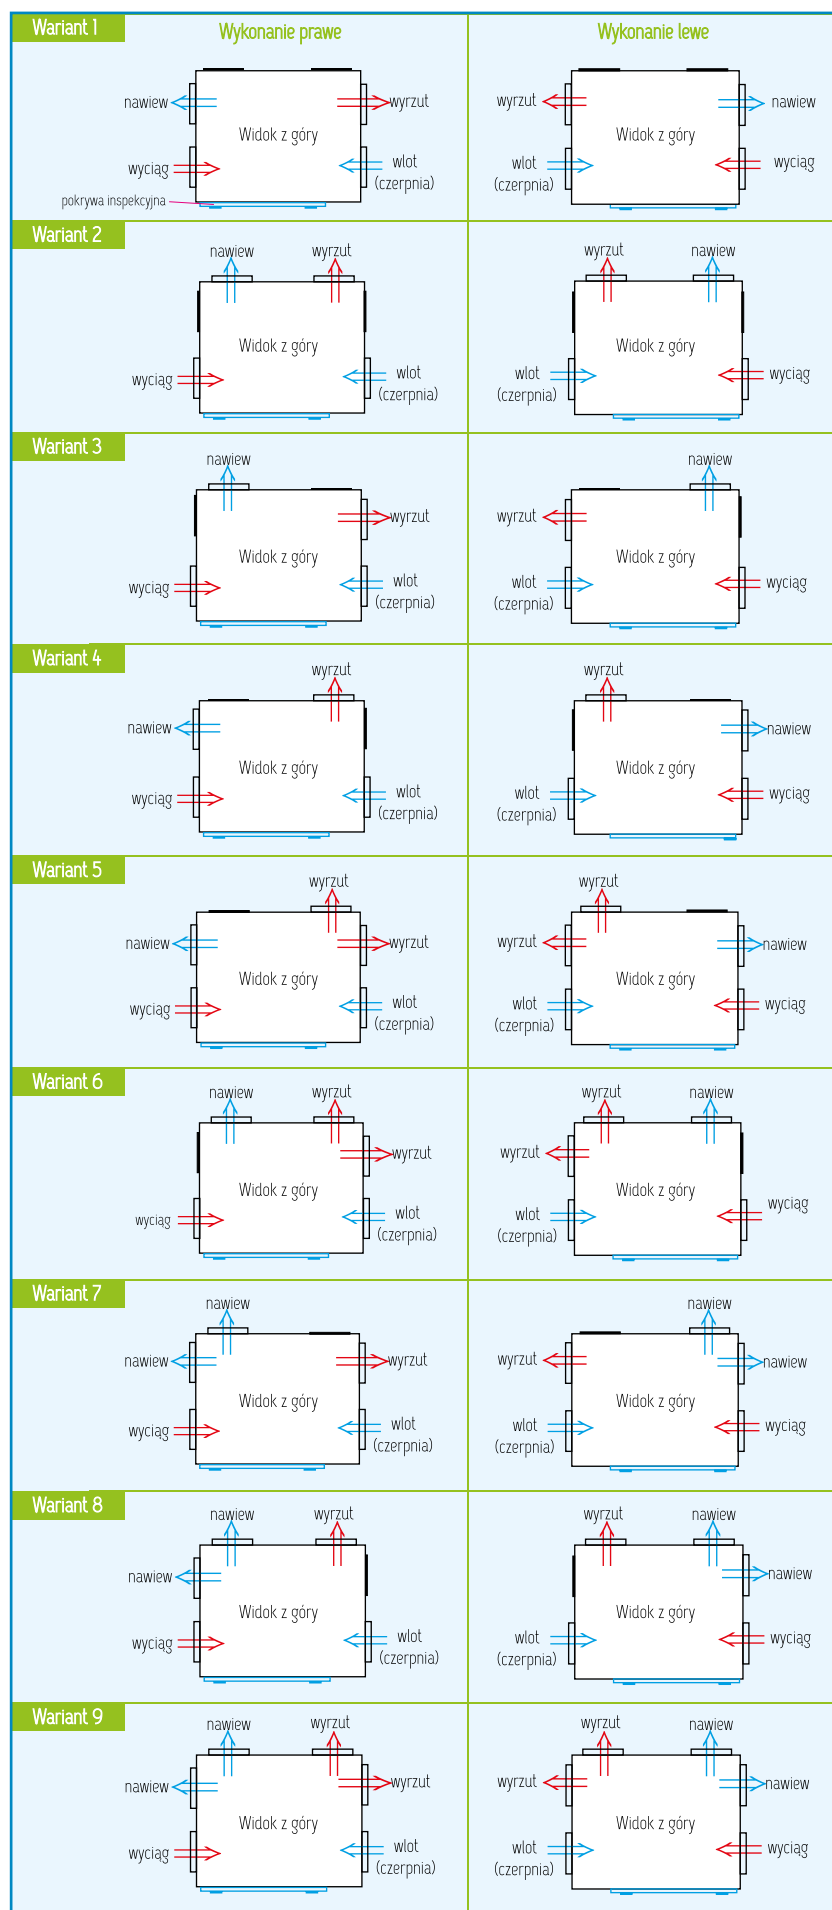 Wariant 1
Wykonanie prawe
Wykonanie lewe
nawiew
wyrzut
Widok z góry
wyciąg
wlot
(czerpnia)
pokrywa inspekcyjna
wyrzut
nawiew
Widok z góry
wlot
(czerpnia)
wyciąg
Wariant 2
nawiew
wyrzut
Widok z góry
wyciąg
wlot
(czerpnia)
wyrzut
nawiew
Widok z góry
wlot
(czerpnia)
wyciąg
Wariant 3
nawiew
wyrzut
Widok z góry
wyciąg
wlot
(czerpnia)
nawiew
wyrzut
Widok z góry
wlot
(czerpnia)
wyciąg
Wariant 4
wyrzut
nawiew
Widok z góry
wyciąg
wlot
(czerpnia)
wyrzut
nawiew
Widok z góry
wlot
(czerpnia)
wyciąg
Wariant 5
wyrzut
nawiew
wyrzut
Widok z góry
wyciąg
wlot
(czerpnia)
wyrzut
wyrzut
nawiew
Widok z góry
wlot
(czerpnia)
wyciąg
Wariant 6
nawiew
wyrzut
wyrzut
Widok z góry
wyciąg
wlot
(czerpnia)
wyrzut
nawiew
wyrzut
Widok z góry
wlot
(czerpnia)
wyciąg
Wariant 7
nawiew
nawiew
wyrzut
Widok z góry
wyciąg
wlot
(czerpnia)
nawiew
wyrzut
nawiew
Widok z góry
wlot
(czerpnia)
wyciąg
Wariant 8
nawiew
wyrzut
nawiew
Widok z góry
wyciąg
wlot
(czerpnia)
wyrzut
nawiew
nawiew
Widok z góry
wlot
(czerpnia)
wyciąg
Wariant 9
nawiew
wyrzut
nawiew
wyrzut
Widok z góry
wyciąg
wlot
(czerpnia)
wyrzut
nawiew
wyrzut
nawiew
Widok z góry
wlot
(czerpnia)
wyciąg